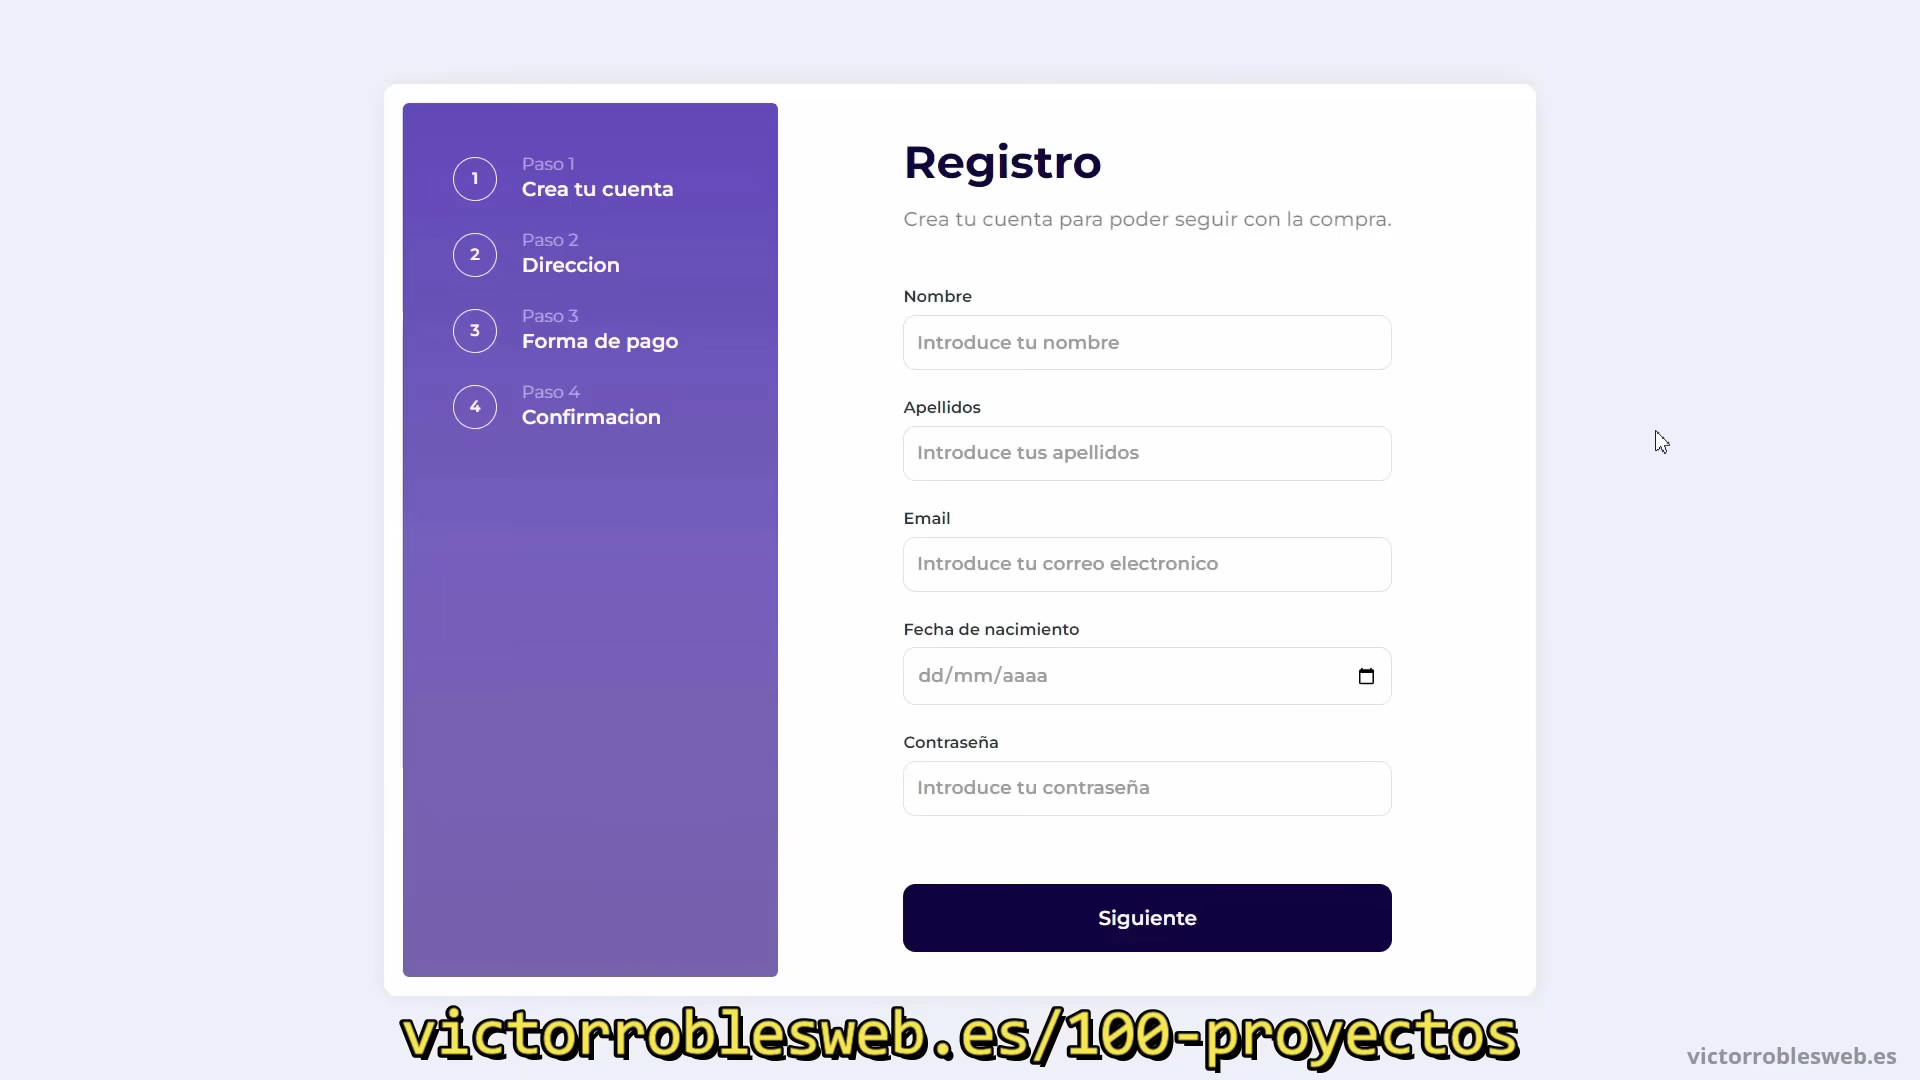 1
Paso 1
Crea tu cuenta
2
Paso 2
Direccion
3
Paso 3
Forma de pago
4
Paso 4
Confirmacion
Registro
Crea tu cuenta para poder seguir con la compra.
Nombre
Introduce tu nombre
Apellidos
Introduce tus apellidos
Email
Introduce tu correo electronico
Fecha de nacimiento
dd/mm/aaaa
Contraseña
Introduce tu contraseña
Siguiente
victorroblesweb.es/100-proyectos
victorroblesweb.es